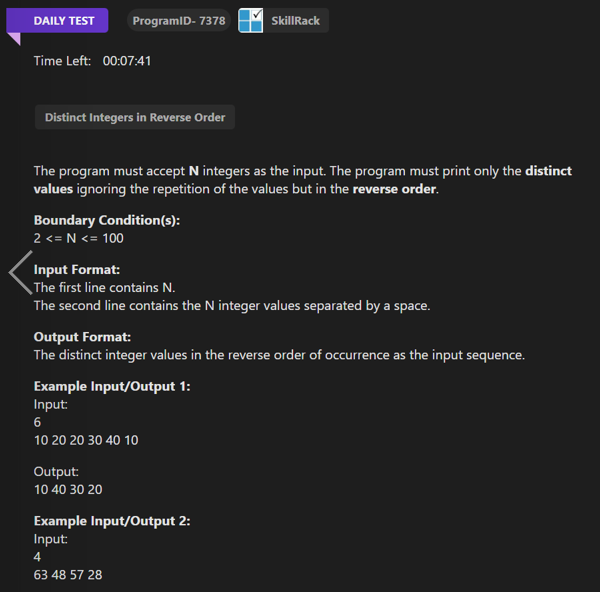 DAILY TEST
ProgramID- 7378
SkillRack
Time Left: 00:07:41
Distinct Integers in Reverse Order
The program must accept N integers as the input. The program must print only the distinct
values ignoring the repetition of the values but in the reverse order.
Boundary Condition(s):
2 <= N <= 100
Input Format:
The first line contains N.
The second line contains the N integer values separated by a space.
Output Format:
The distinct integer values in the reverse order of occurrence as the input sequence.
Example Input/Output 1:
Input:
6
10 20 20 30 40 10
Output:
10 40 30 20
Example Input/Output 2:
Input:
4
63 48 57 28